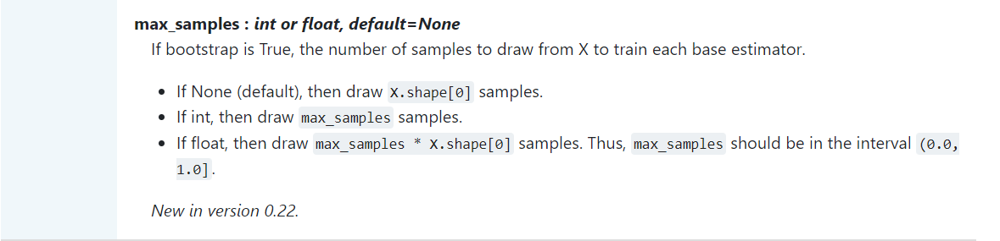 max_samples : int or float, default=None
If bootstrap is True, the number of samples to draw from X to train each base estimator.
• If None (default), then draw X.shape[0] samples.
• If int, then draw max_samples samples.
• If float, then draw max_samples * X.shape[0] samples. Thus, max_samples should be in the interval (0.0,
1.0].
New in version 0.22.